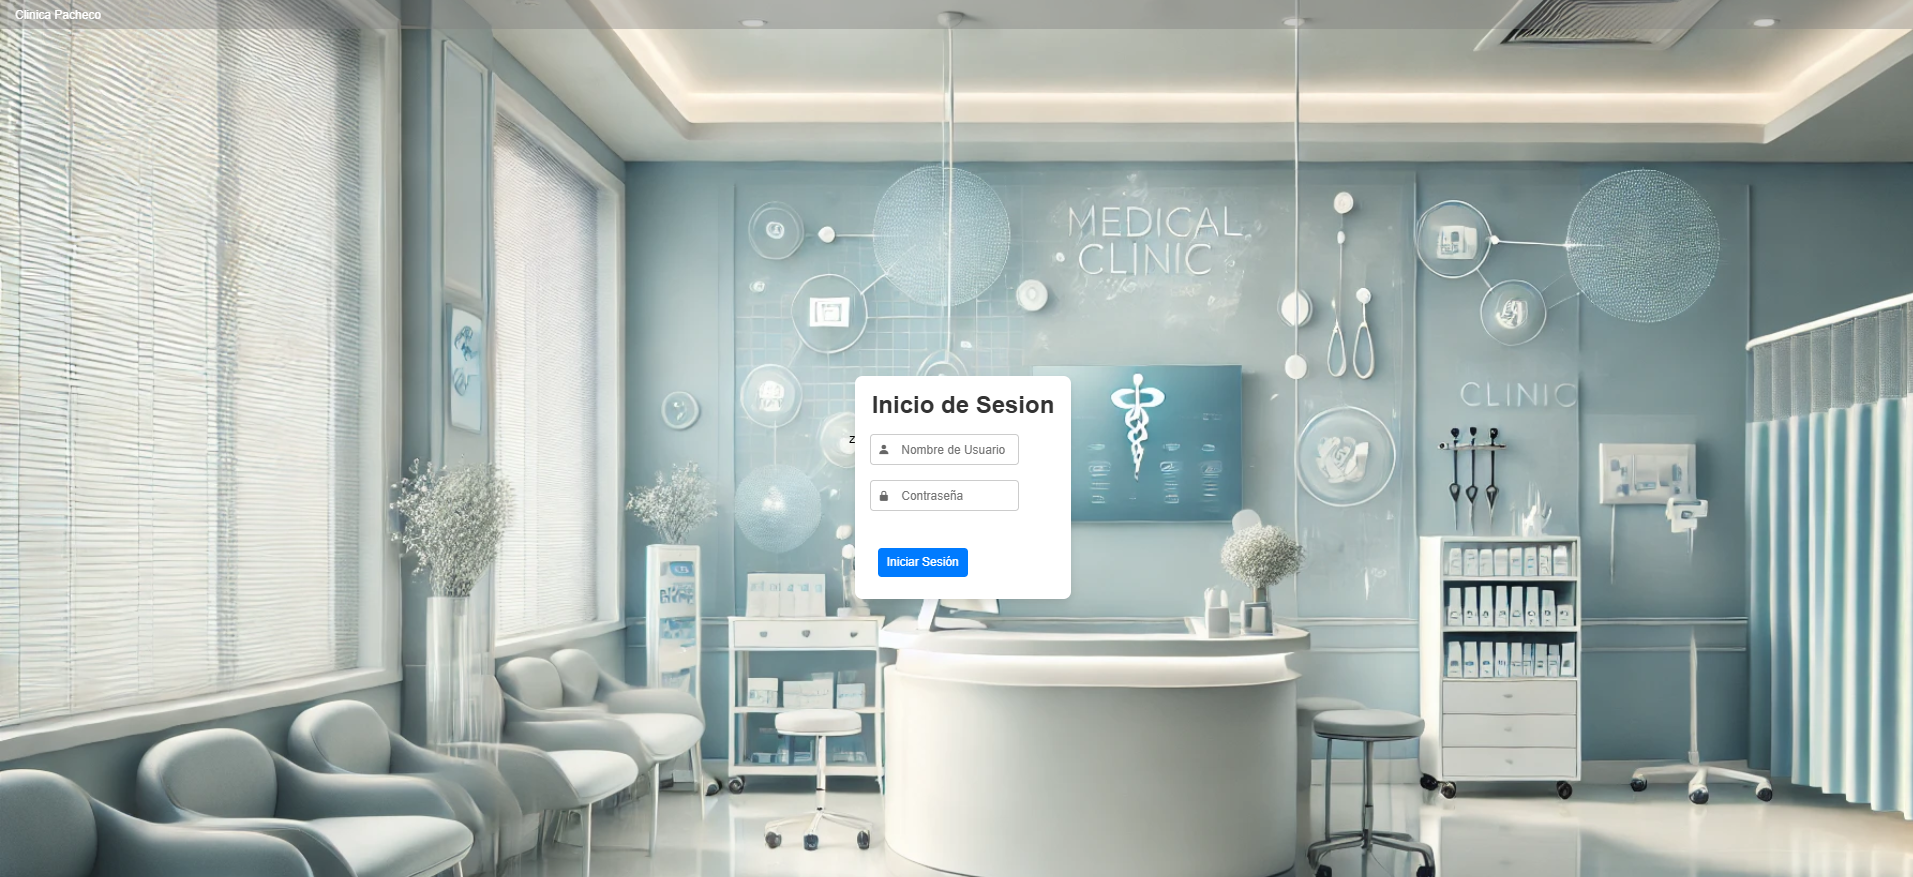 Clinica Pacheco
MEDICAL
CLINIC
CLINIC
Inicio de Sesion
z
Nombre de Usuario
Contraseña
Iniciar Sesión